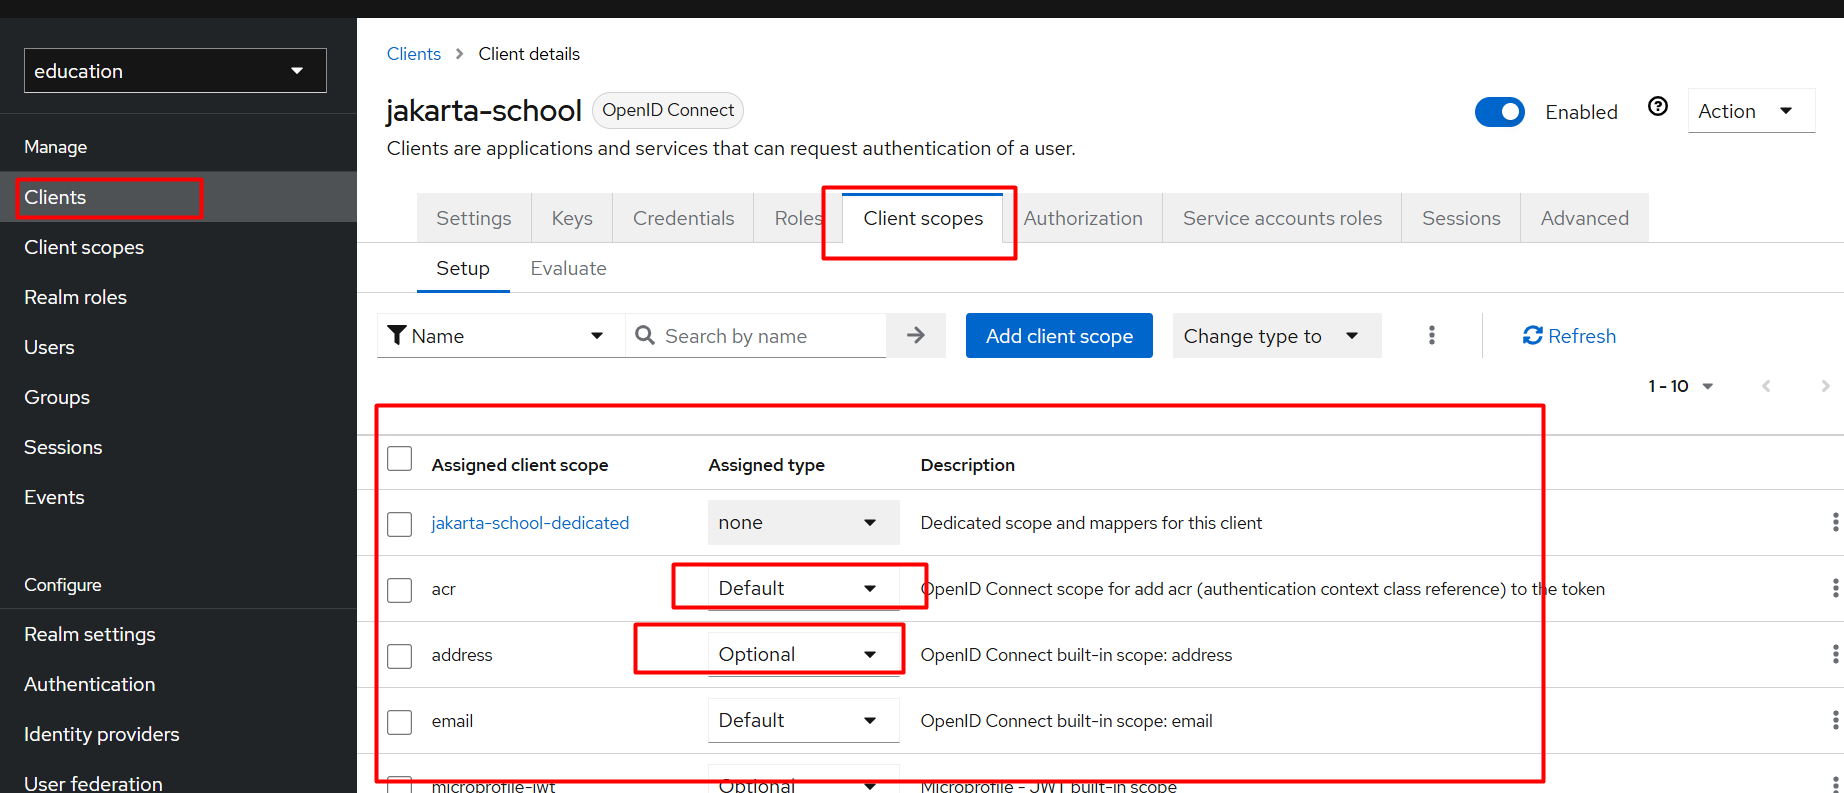 education
Manage
Clients
Client scopes
Realm roles
Users
Groups
Sessions
Events
Configure
Realm settings
Authentication
Identity providers
User federation
Clients > Client details
jakarta-school OpenID Connect
Enabled
Action
Clients are applications and services that can request authentication of a user.
Settings Keys Credentials Roles Client scopes Authorization Service accounts roles Sessions Advanced
Setup Evaluate
Name Search by name Add client scope Change type to Refresh
1 - 10
Assigned client scope Assigned type Description
jakarta-school-dedicated none Dedicated scope and mappers for this client
acr Default OpenID Connect scope for add acr (authentication context class reference) to the token
address Optional OpenID Connect built-in scope: address
email Default OpenID Connect built-in scope: email
microprofile-jwt Optional Microprofile - JWT built-in scope